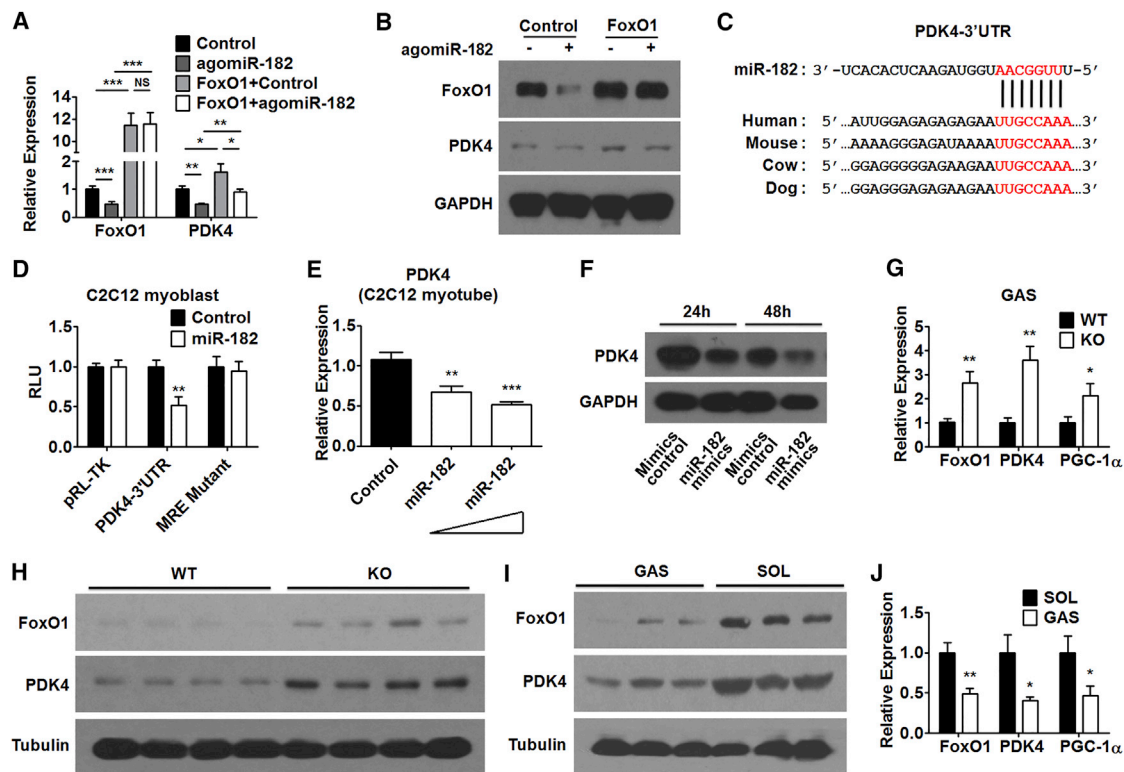 A
Control
agomiR-182
FoxO1+Control
FoxO1+agomiR-182
Relative Expression
12
10
8
2
1
0
***
***
***
NS
**
**
*
*
FoxO1
PDK4
B
Control FoxO1
agomiR-182 - + - +
FoxO1
PDK4
GAPDH
C
PDK4-3'UTR
miR-182: 3'-UCACACUCAAGAUGGUAACGGUUU-5'
Human: 5'…AUUGGAGAGAGAGAAUUGCCAAA…3'
Mouse: 5'…AAAAGGGAGAUAAAAUUGCCAAA…3'
Cow: 5'…GGAGGGGGAGAAGAAUUGCCAAA…3'
Dog: 5'…GGAGGGAGAGAAGAAUUGCCAAA…3'
D
C2C12 myoblast
Control
miR-182
RLU
1.5
1.0
0.5
0.0
**
pRL-TK
PDK4-3'UTR
MRE Mutant
E
PDK4
(C2C12 myotube)
Relative Expression
1.5
1.0
0.5
0.0
**
***
Control
miR-182
miR-182
F
24h 48h
PDK4
GAPDH
Mimics control
miR-182 mimics
Mimics control
miR-182 mimics
G
GAS
WT
KO
Relative Expression
5
4
3
2
1
0
**
**
*
FoxO1 PDK4 PGC-1α
H
WT KO
FoxO1
PDK4
Tubulin
I
GAS SOL
FoxO1
PDK4
Tubulin
J
SOL
GAS
Relative Expression
1.5
1.0
0.5
0.0
**
*
*
FoxO1 PDK4 PGC-1α